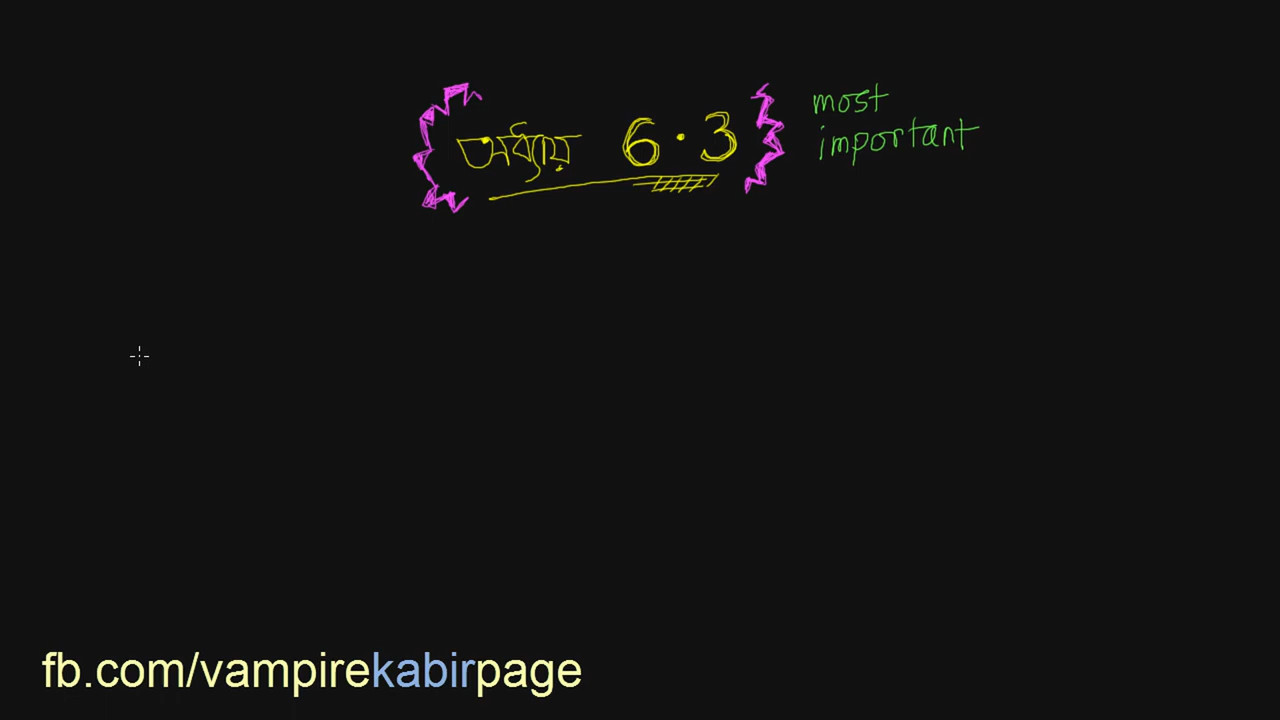 অধ্যায় 6.3
most
important
fb.com/vampirekabirpage